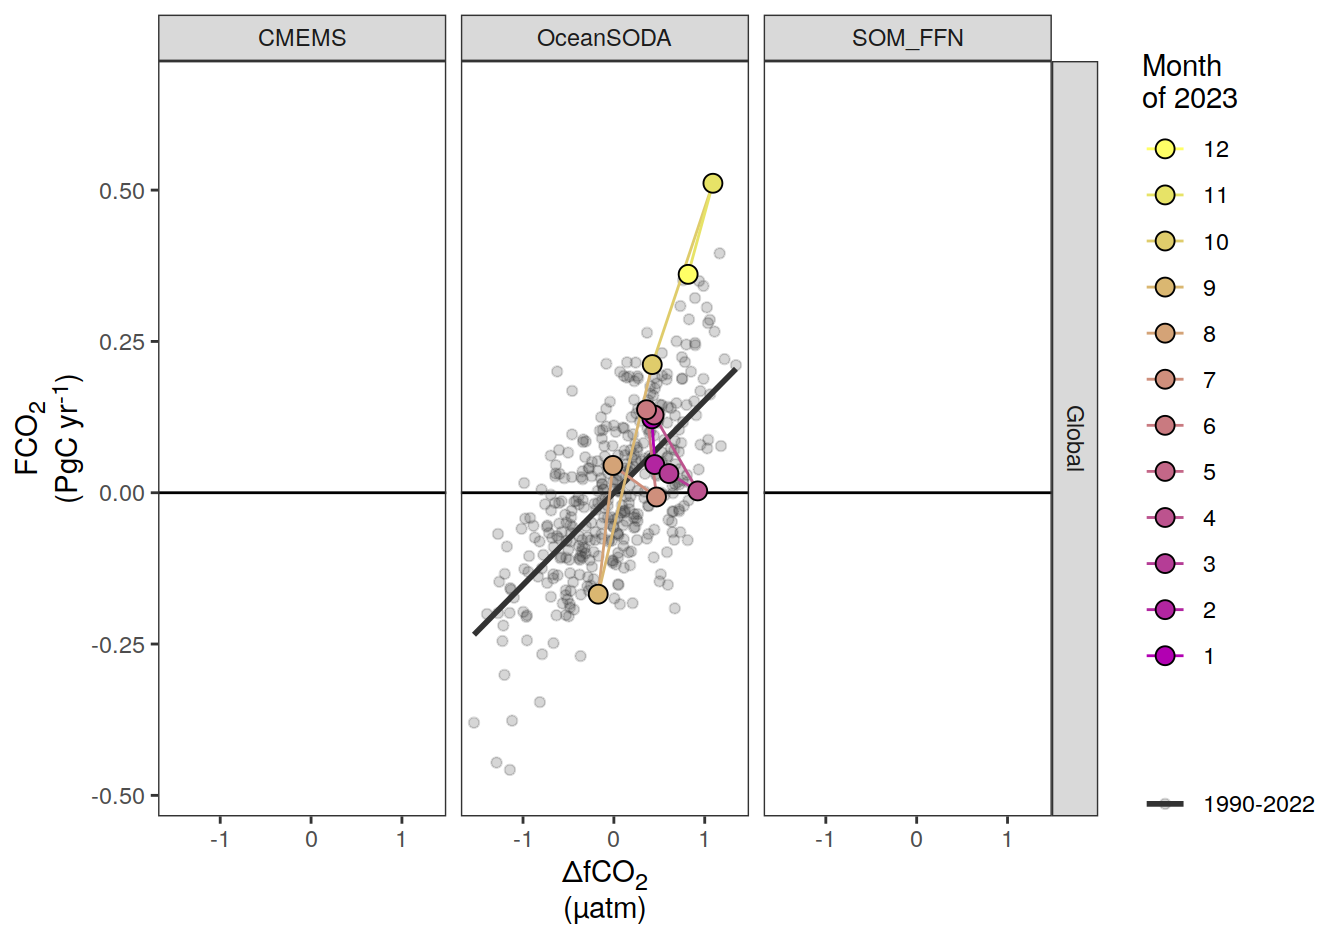 CMEMS
OceanSODA
SOM_FFN
Global
FCO₂
(PgC yr⁻¹)
0.50
0.25
0.00
-0.25
-0.50
-1
0
1
-1
0
1
-1
0
1
ΔfCO₂
(µatm)
Month
of 2023
12
11
10
9
8
7
6
5
4
3
2
1
1990-2022